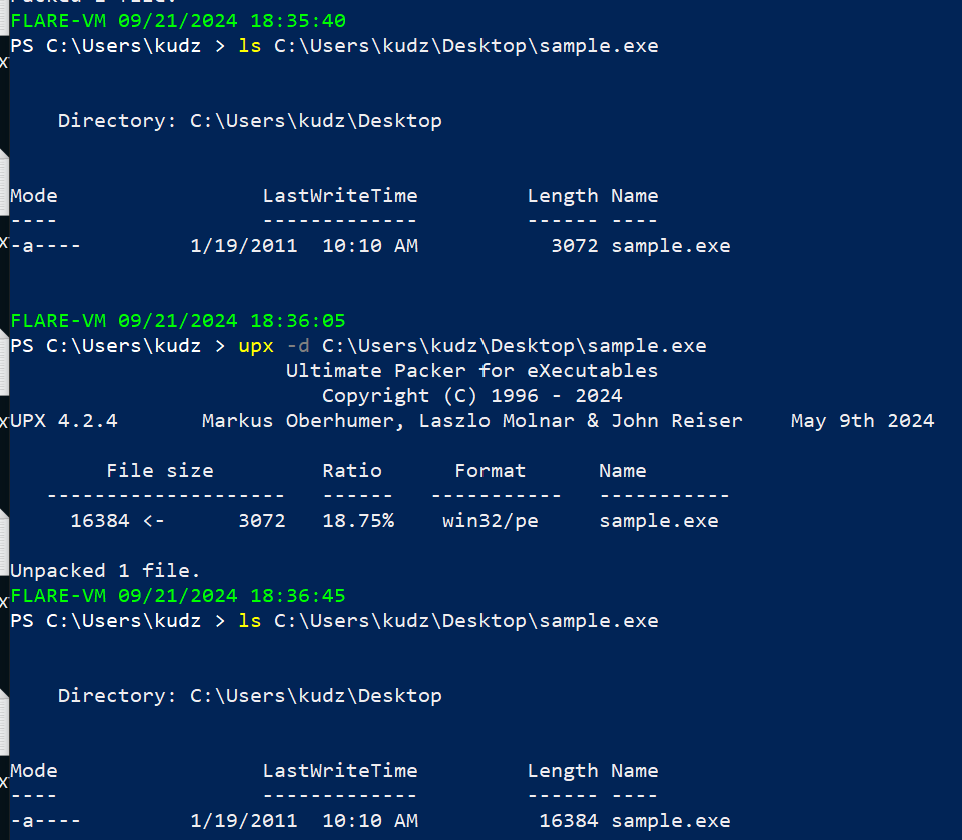 Packed 1 file.
FLARE-VM 09/21/2024 18:35:40
PS C:\Users\kudz > ls C:\Users\kudz\Desktop\sample.exe
Directory: C:\Users\kudz\Desktop
Mode LastWriteTime Length Name
---- ------------- ------ ----
-a---- 1/19/2011 10:10 AM 3072 sample.exe
FLARE-VM 09/21/2024 18:36:05
PS C:\Users\kudz > upx -d C:\Users\kudz\Desktop\sample.exe
Ultimate Packer for eXecutables
Copyright (C) 1996 - 2024
UPX 4.2.4 Markus Oberhumer, Laszlo Molnar & John Reiser May 9th 2024
File size Ratio Format Name
-------------------- ------ ----------- -----------
16384 <- 3072 18.75% win32/pe sample.exe
Unpacked 1 file.
FLARE-VM 09/21/2024 18:36:45
PS C:\Users\kudz > ls C:\Users\kudz\Desktop\sample.exe
Directory: C:\Users\kudz\Desktop
Mode LastWriteTime Length Name
---- ------------- ------ ----
-a---- 1/19/2011 10:10 AM 16384 sample.exe